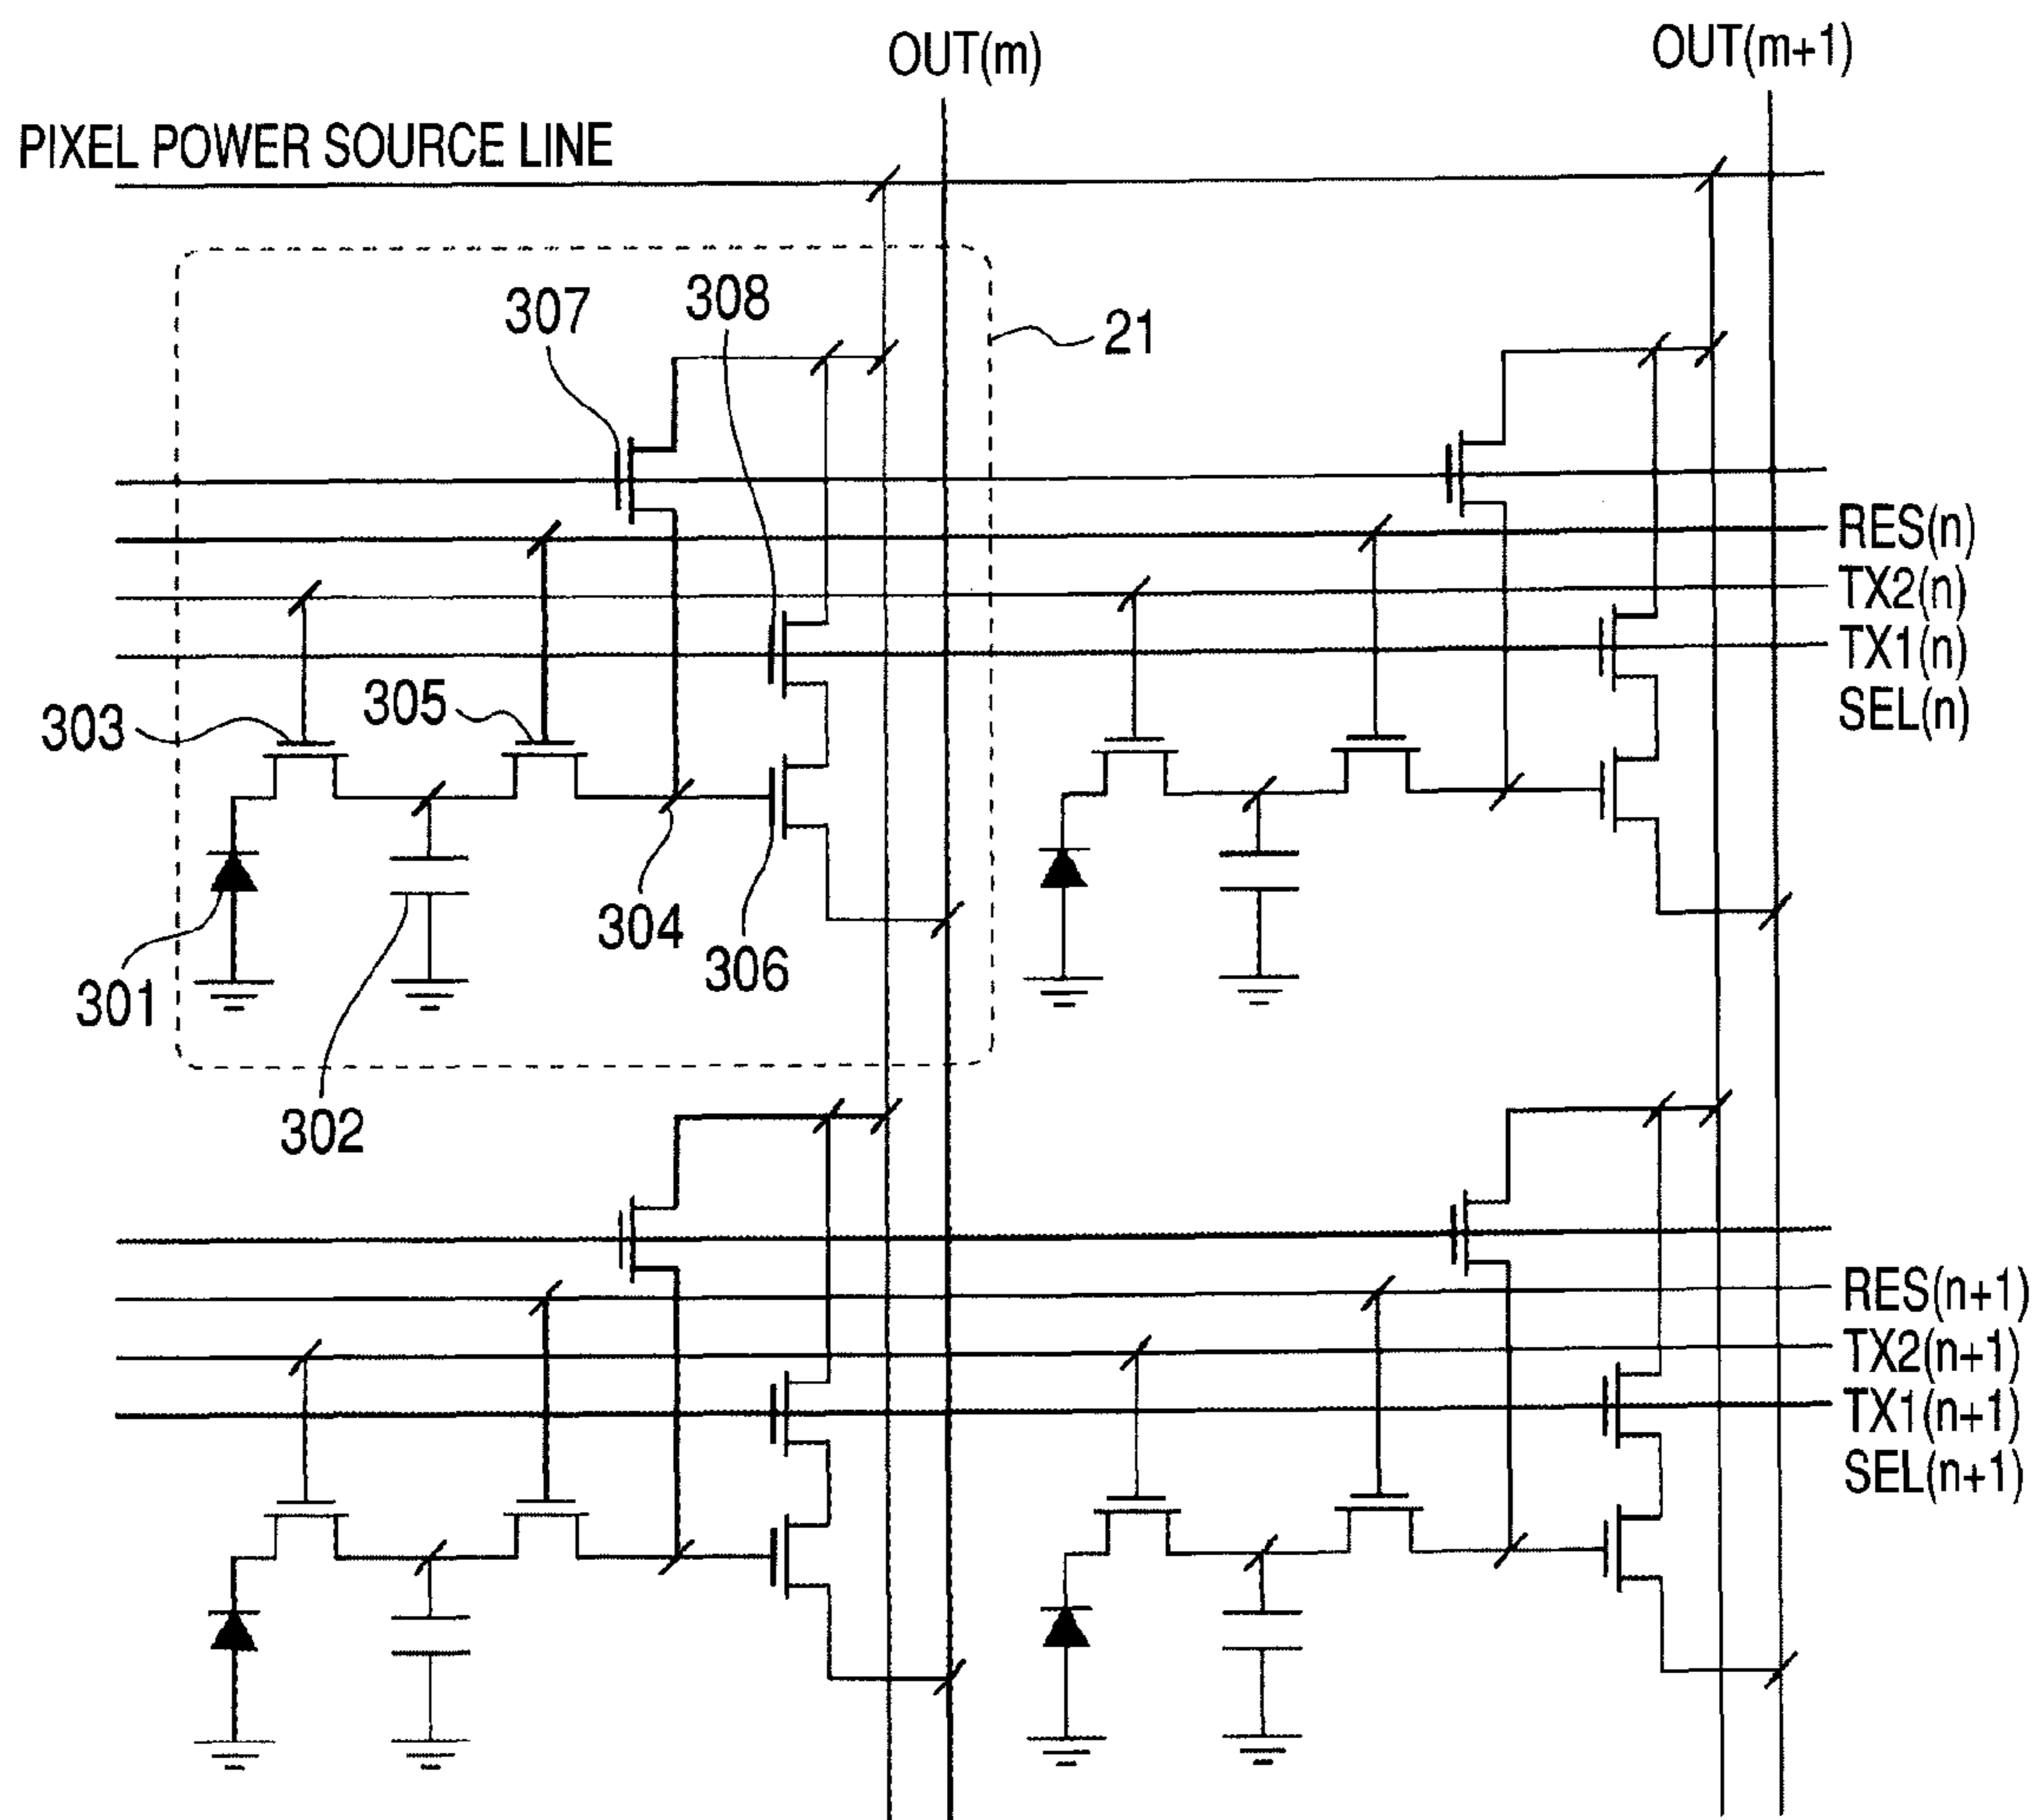 OUT(m)
OUT(m+1)
PIXEL POWER SOURCE LINE
307
308
21
RES(n)
TX2(n)
TX1(n)
SEL(n)
303
305
304
306
301
302
RES(n+1)
TX2(n+1)
TX1(n+1)
SEL(n+1)